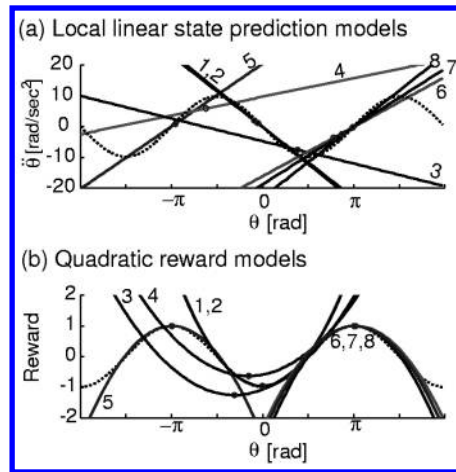 (a) Local linear state prediction models
20
10
0
-10
-20
θ̈ [rad/sec²]
1,2
5
4
8
7
6
3
−π
0
π
θ [rad]
(b) Quadratic reward models
2
1
0
-1
-2
Reward
3
4
1,2
5
6,7,8
−π
0
π
θ [rad]